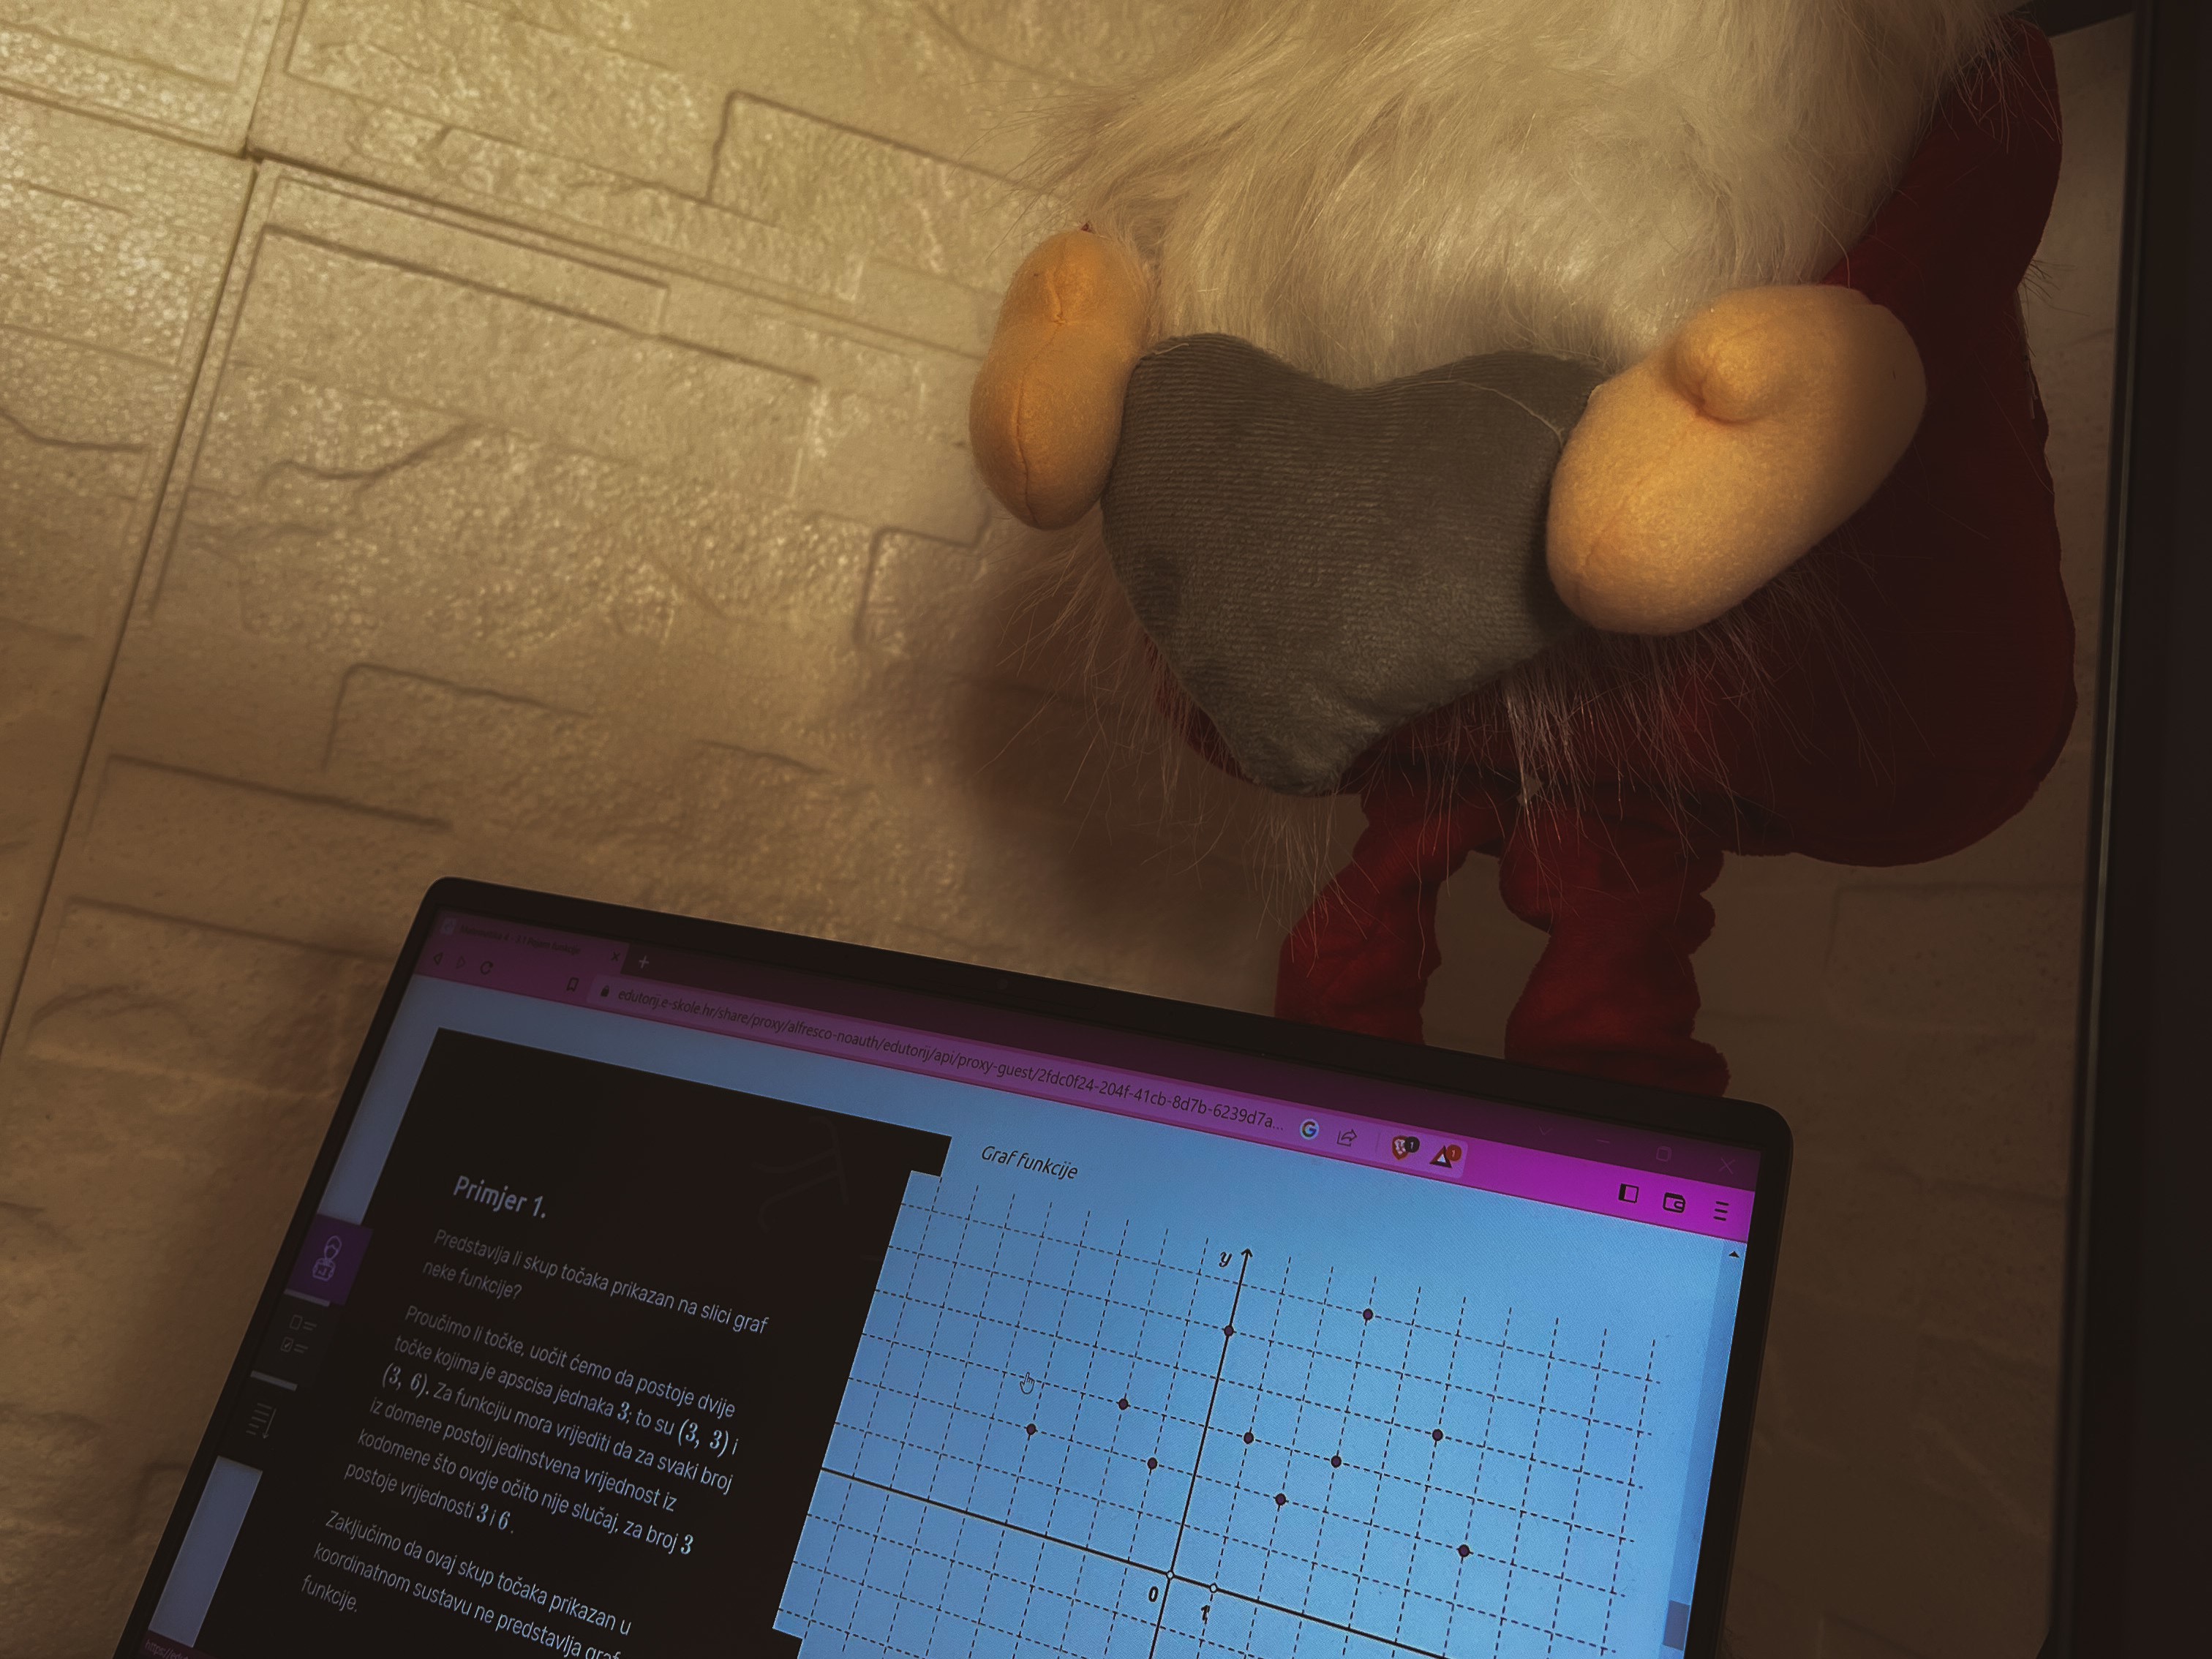 edutorij.e-skole.hr/share/proxy/alfresco-noauth/edutorij/api/proxy-guest/2fdc0f24-204f-41cb-8d7b-6239d7a...
1
1
Graf funkcije
Primjer 1.
Predstavlja li skup točaka prikazan na slici graf
neke funkcije?
Proučimo li točke, uočit ćemo da postoje dvije
točke kojima je apscisa jednaka 3; to su (3, 3) i
(3, 6). Za funkciju mora vrijediti da za svaki broj
iz domene postoji jedinstvena vrijednost iz
kodomene što ovdje očito nije slučaj, za broj 3
postoje vrijednosti 3 i 6.
Zaključimo da ovaj skup točaka prikazan u
koordinatnom sustavu ne predstavlja graf
funkcije.
y
0
1